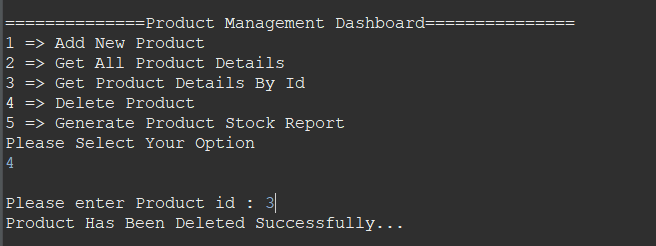 ==============Product Management Dashboard===============
1 => Add New Product
2 => Get All Product Details
3 => Get Product Details By Id
4 => Delete Product
5 => Generate Product Stock Report
Please Select Your Option
4
Please enter Product id : 3
Product Has Been Deleted Successfully...